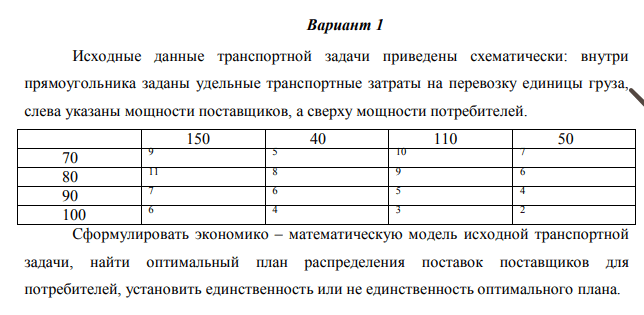 Вариант 1
Исходные данные транспортной задачи приведены схематически: внутри
прямоугольника заданы удельные транспортные затраты на перевозку единицы груза,
слева указаны мощности поставщиков, а сверху мощности потребителей.
150 40 110 50
70 9 5 10 7
80 11 8 9 6
90 7 6 5 4
100 6 4 3 2
Сформулировать экономико – математическую модель исходной транспортной
задачи, найти оптимальный план распределения поставок поставщиков для
потребителей, установить единственность или не единственность оптимального плана.